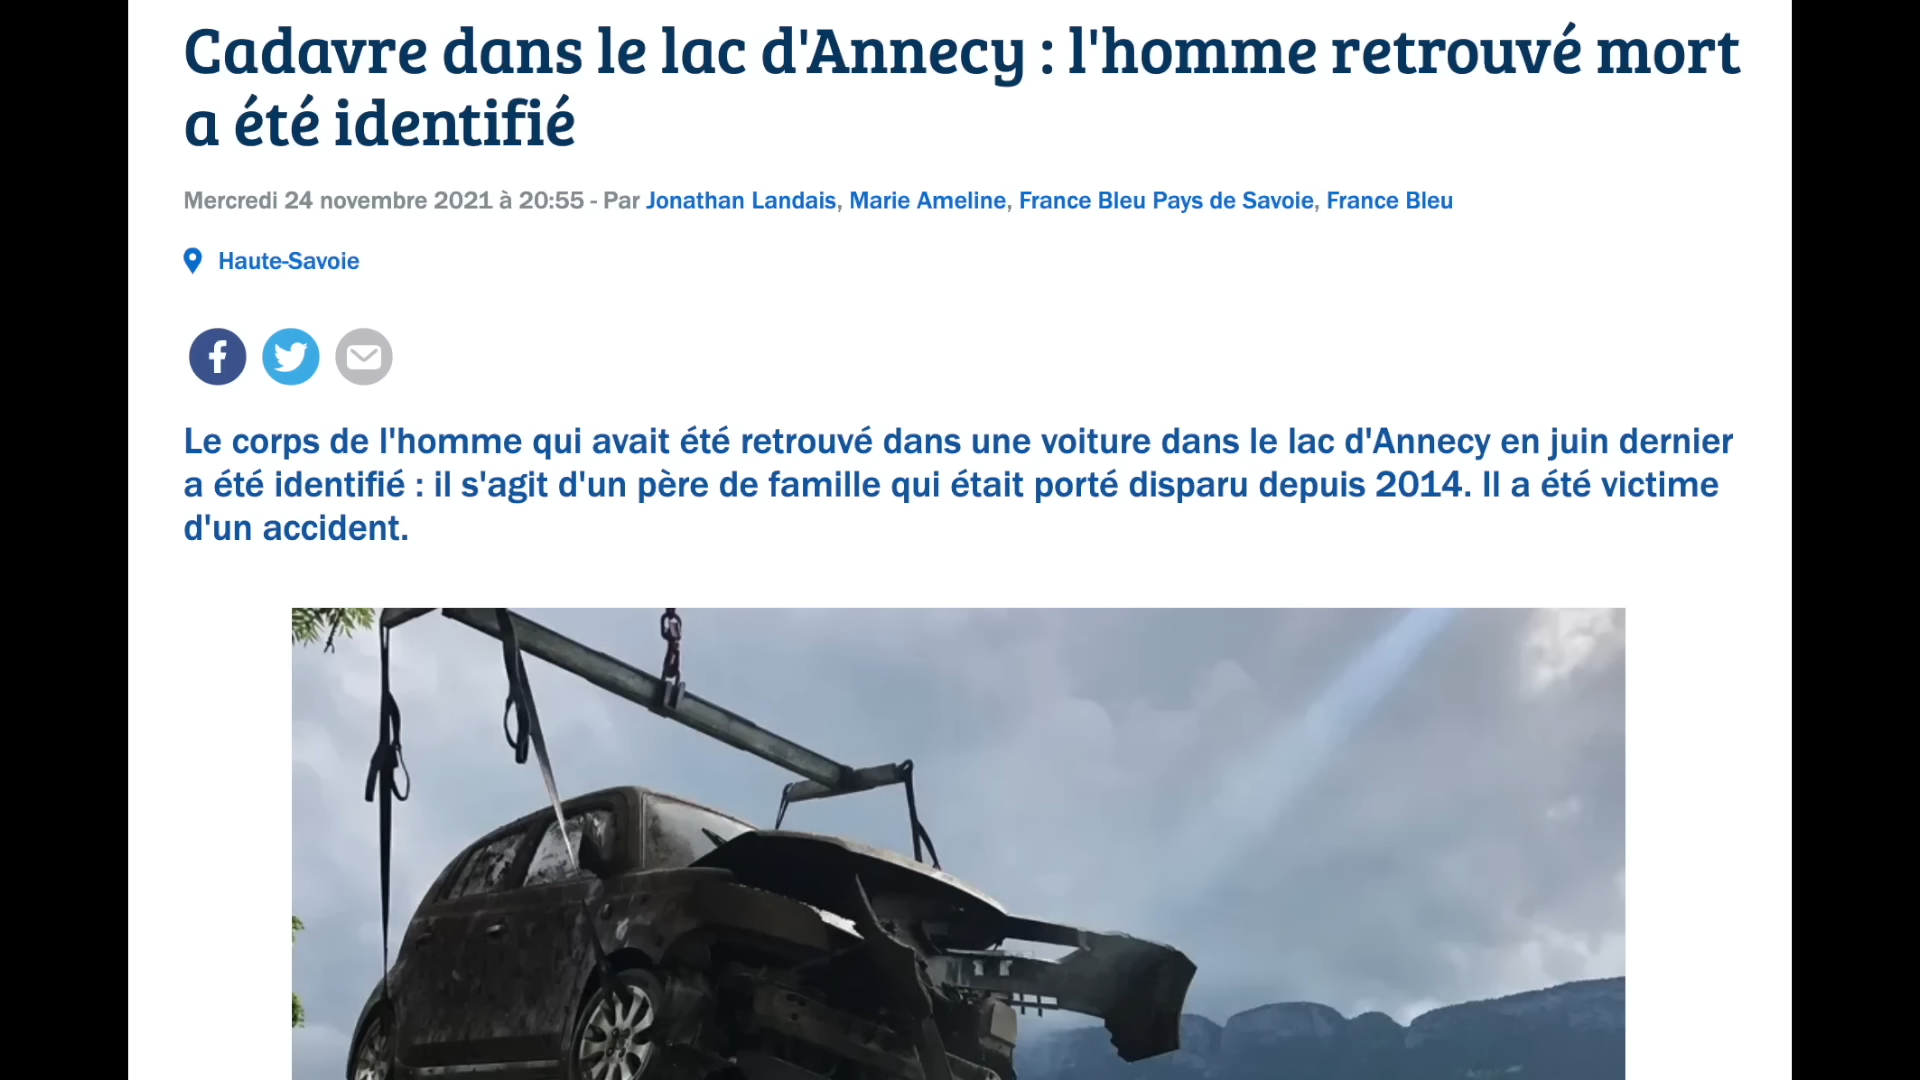 Cadavre dans le lac d'Annecy : l'homme retrouvé mort
a été identifié
Mercredi 24 novembre 2021 à 20:55 - Par Jonathan Landais, Marie Ameline, France Bleu Pays de Savoie, France Bleu
Haute-Savoie
Le corps de l'homme qui avait été retrouvé dans une voiture dans le lac d'Annecy en juin dernier
a été identifié : il s'agit d'un père de famille qui était porté disparu depuis 2014. Il a été victime
d'un accident.